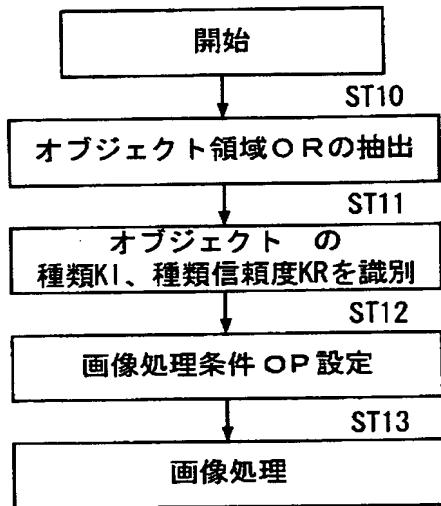 開始
ST10
オブジェクト領域ORの抽出
ST11
オブジェクト の
種類KI、種類信頼度KRを識別
ST12
画像処理条件OP設定
ST13
画像処理